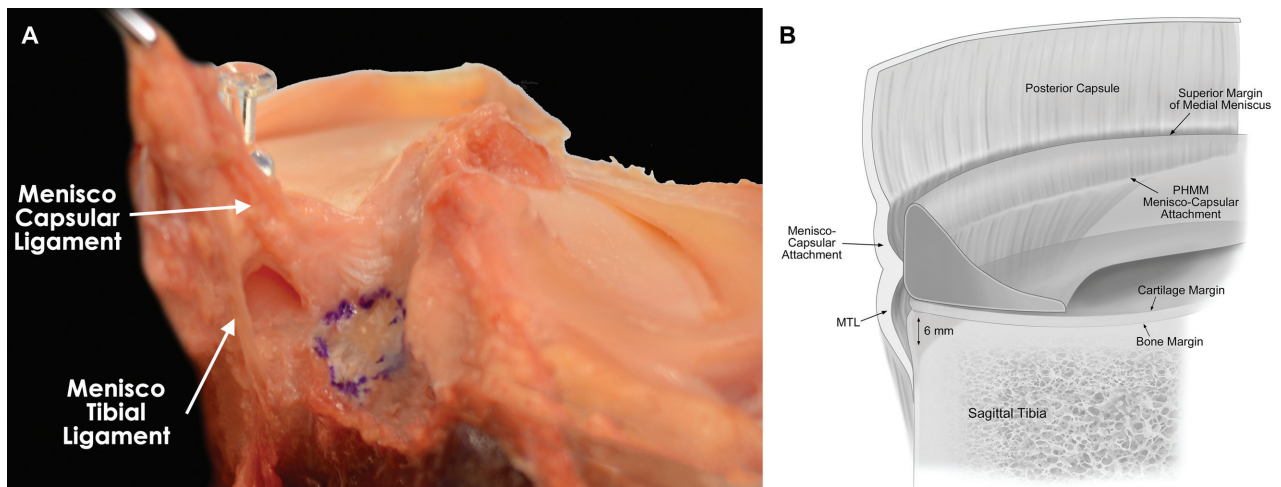 A
Menisco
Capsular
Ligament
Menisco
Tibial
Ligament
B
Posterior Capsule
Superior Margin
of Medial Meniscus
PHMM
Menisco-Capsular
Attachment
Menisco-
Capsular
Attachment
MTL
6 mm
Cartilage Margin
Bone Margin
Sagittal Tibia